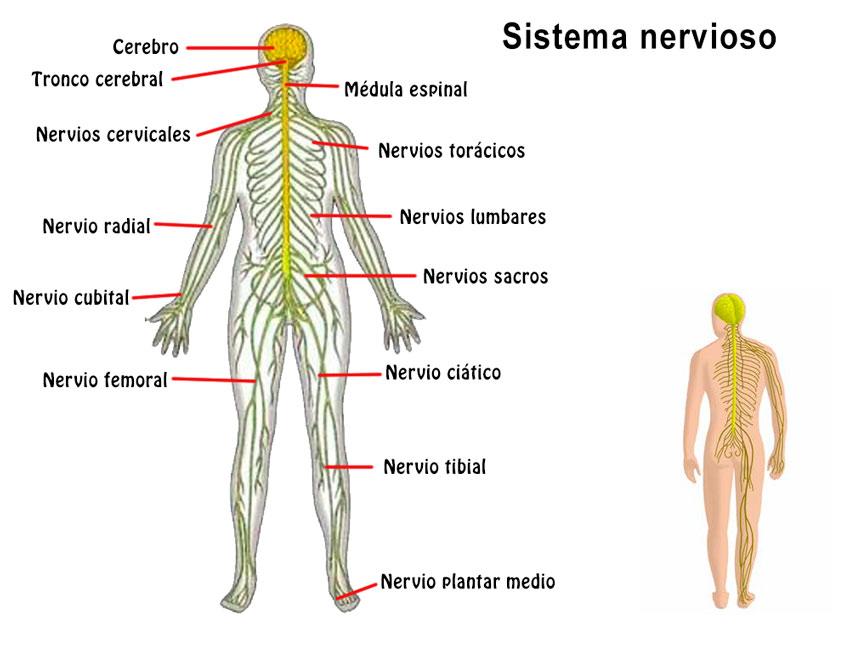 Sistema nervioso
Cerebro
Tronco cerebral
Médula espinal
Nervios cervicales
Nervios torácicos
Nervio radial
Nervios lumbares
Nervios sacros
Nervio cubital
Nervio femoral
Nervio ciático
Nervio tibial
Nervio plantar medio